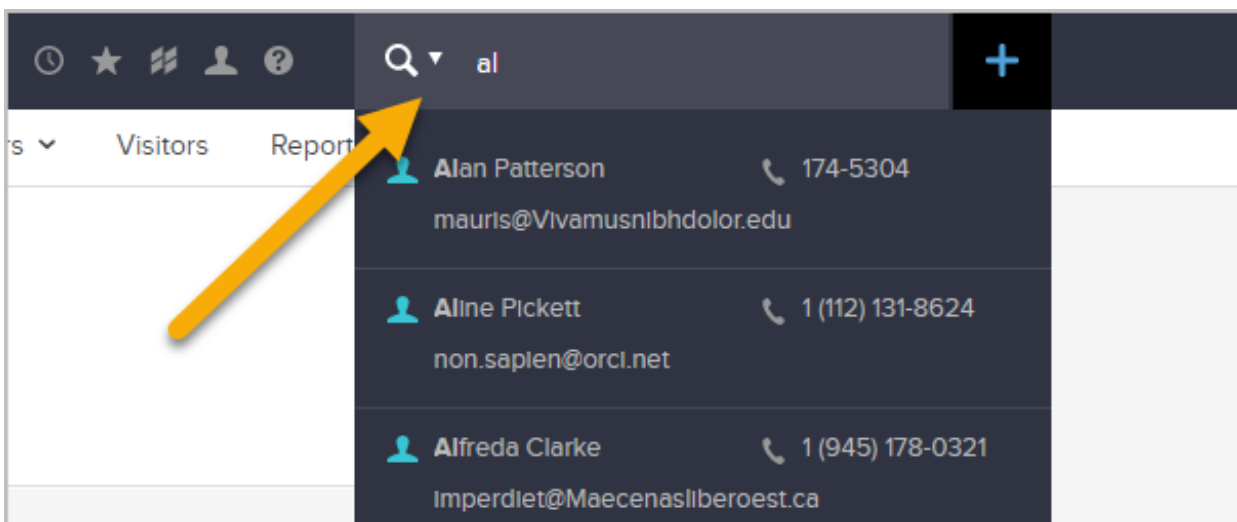 al
rs Visitors Report
Alan Patterson 174-5304
mauris@Vivamusnibhdolor.edu
Aline Pickett 1 (112) 131-8624
non.sapien@orci.net
Alfreda Clarke 1 (945) 178-0321
imperdiet@Maecenasliberoest.ca